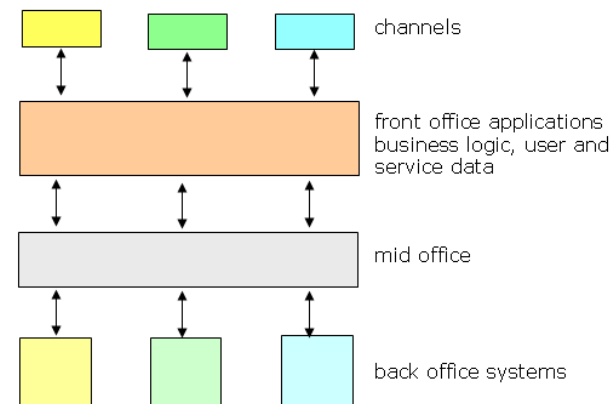 channels
front office applications
business logic, user and
service data
mid office
back office systems